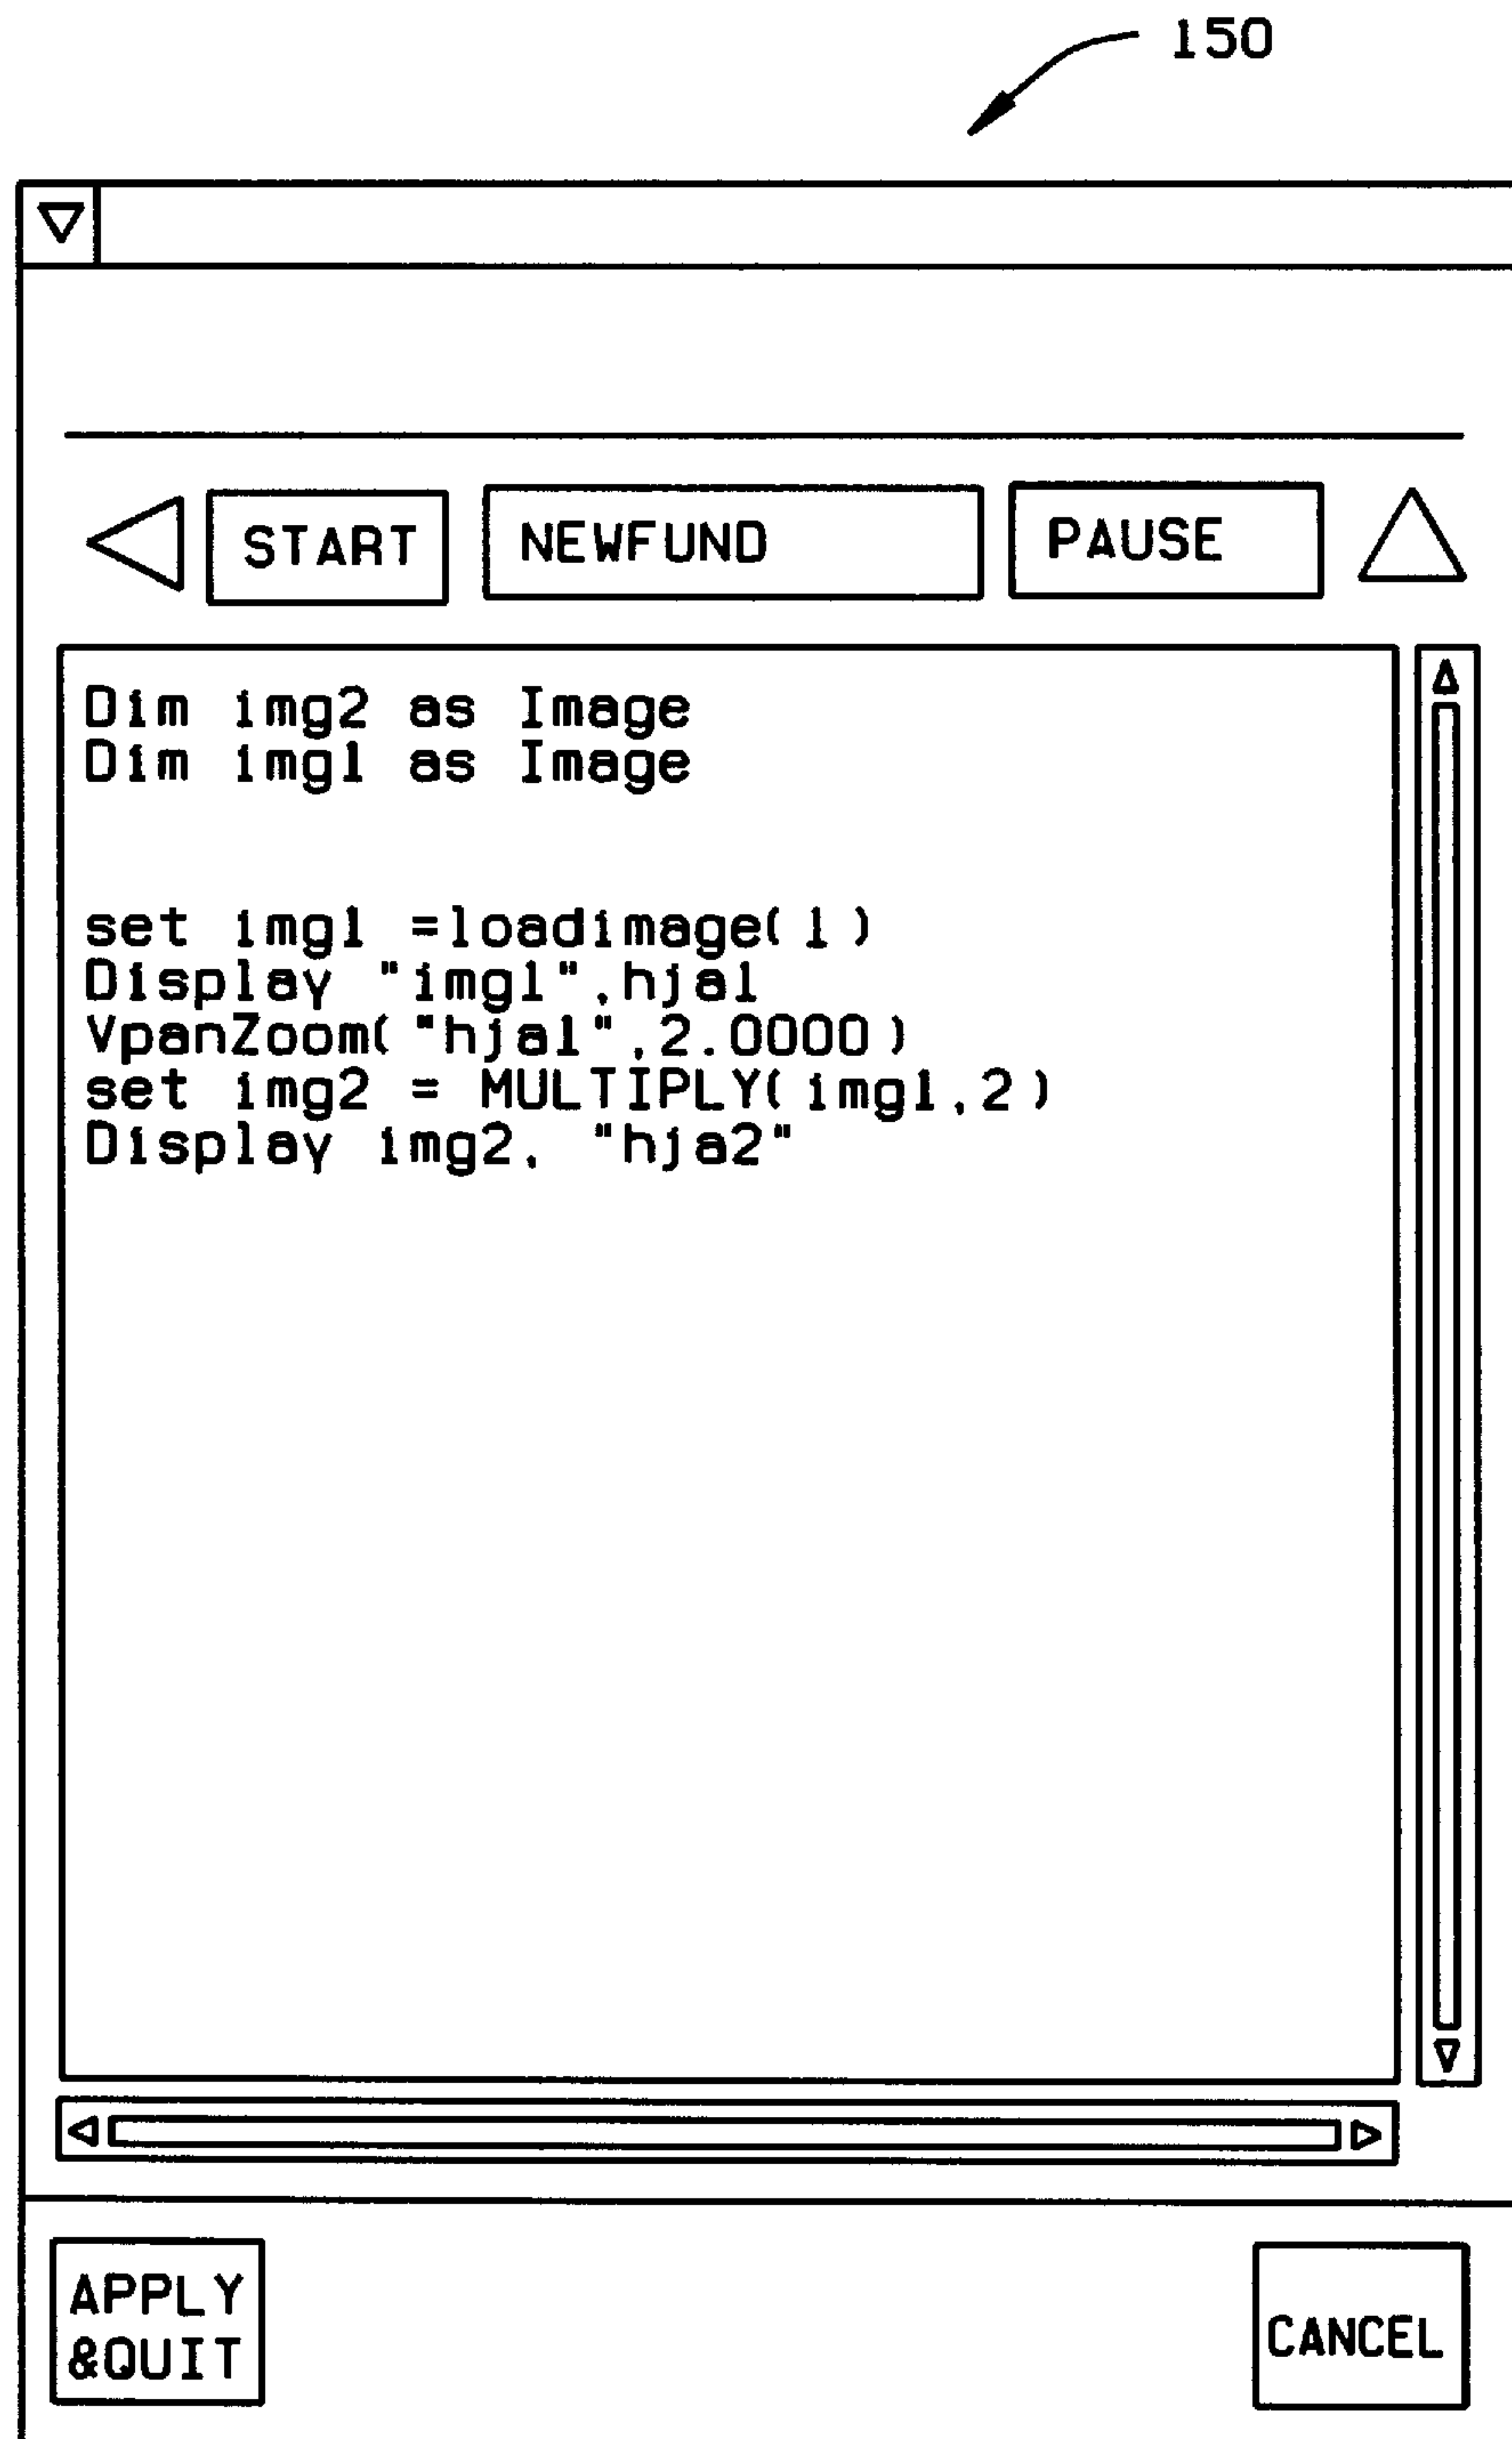 150
START NEWFUND PAUSE
Dim img2 as Image
Dim img1 as Image
set img1 =loadimage(1)
Display "img1",hja1
VpanZoom("hja1",2.0000)
set img2 = MULTIPLY(img1,2)
Display img2, "hja2"
APPLY
&QUIT
CANCEL